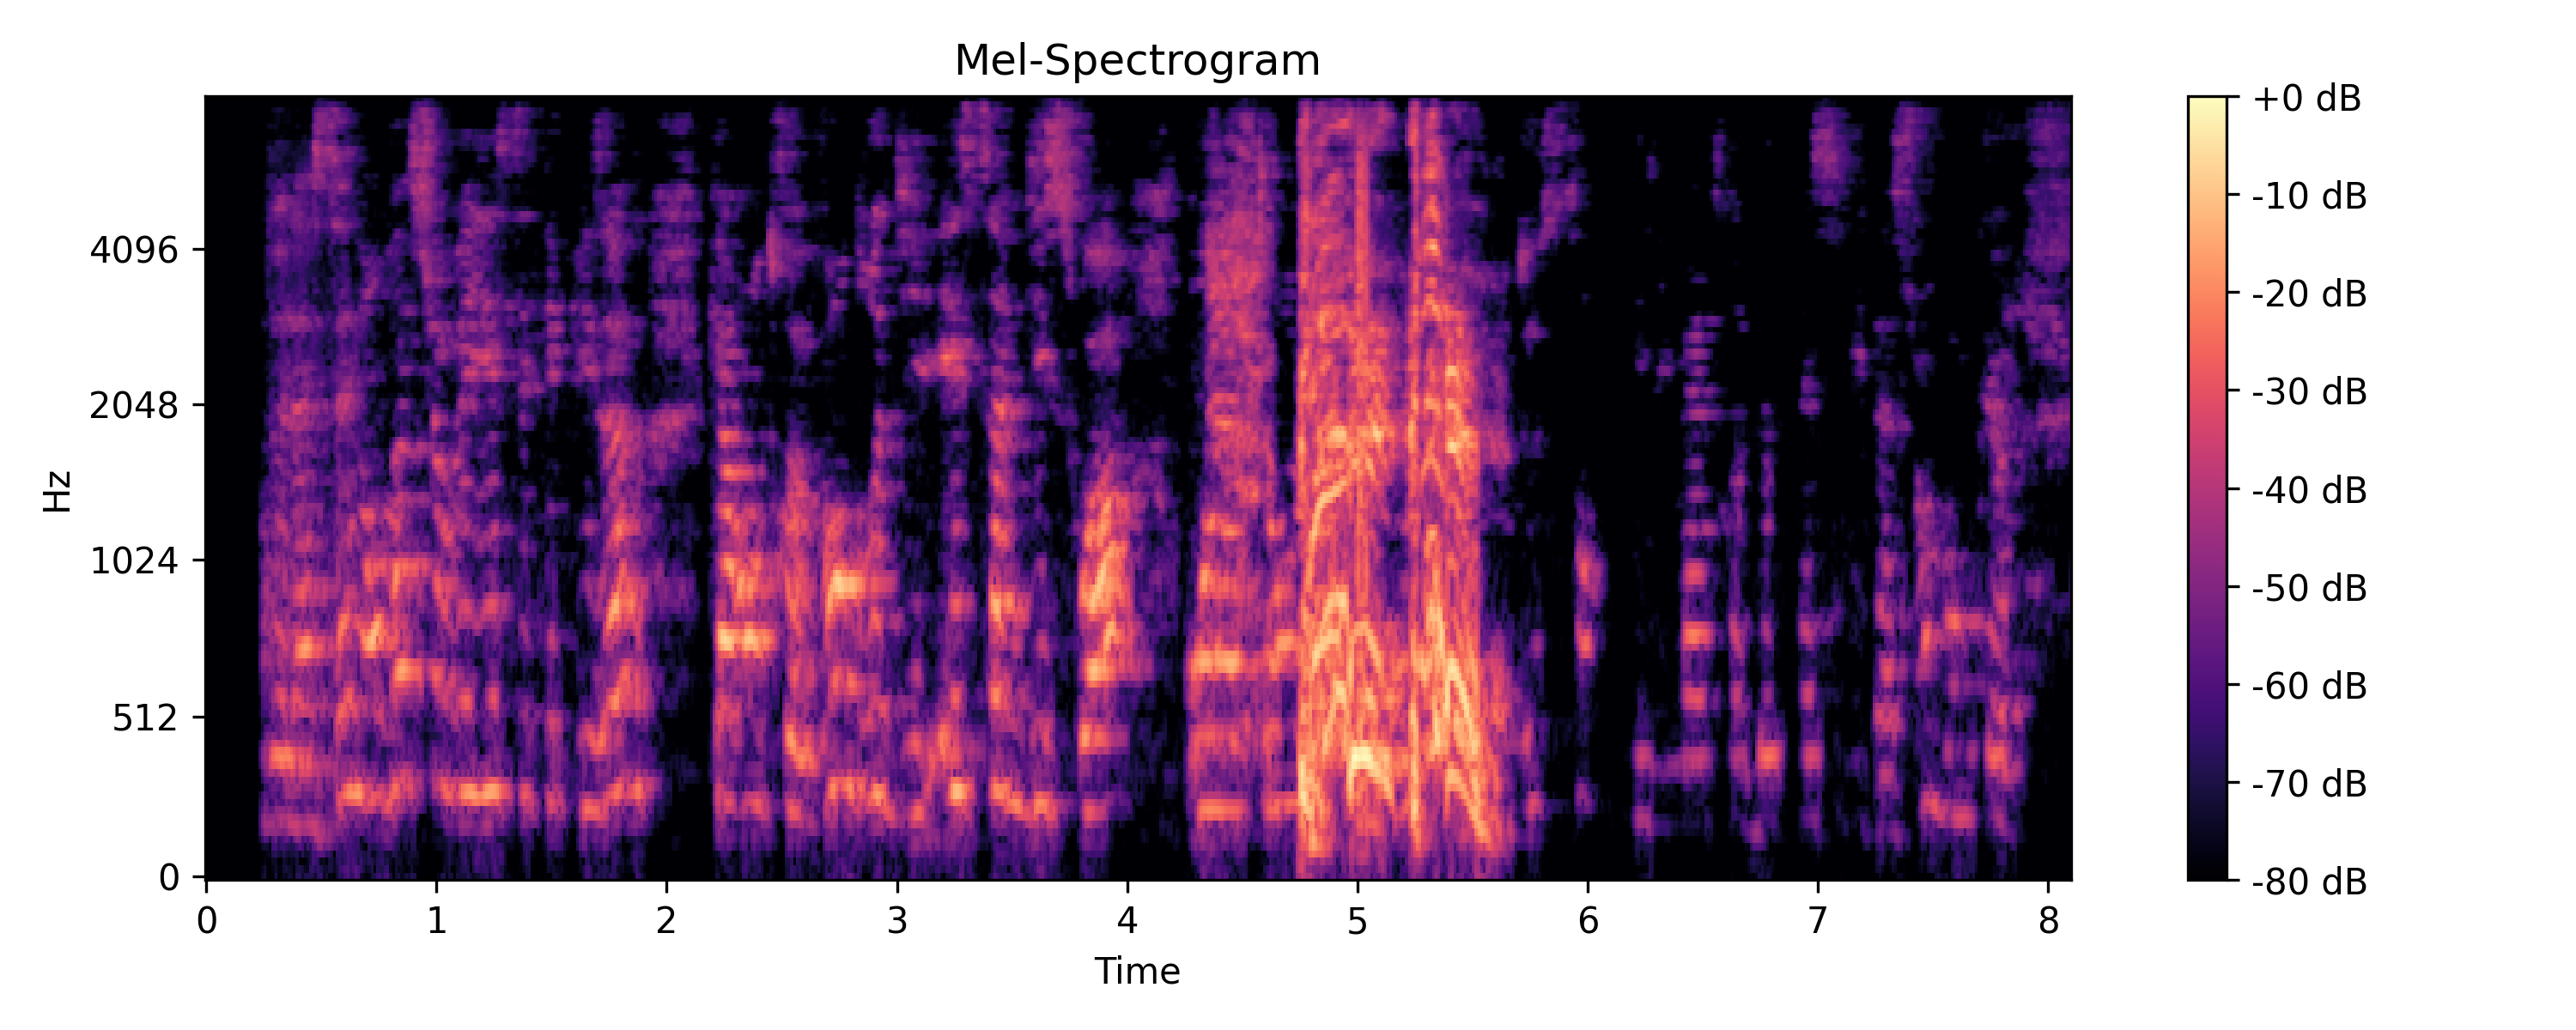 Mel-Spectrogram
+0 dB
-10 dB
-20 dB
-30 dB
-40 dB
-50 dB
-60 dB
-70 dB
-80 dB
Hz
4096
2048
1024
512
0
0 1 2 3 4 5 6 7 8
Time